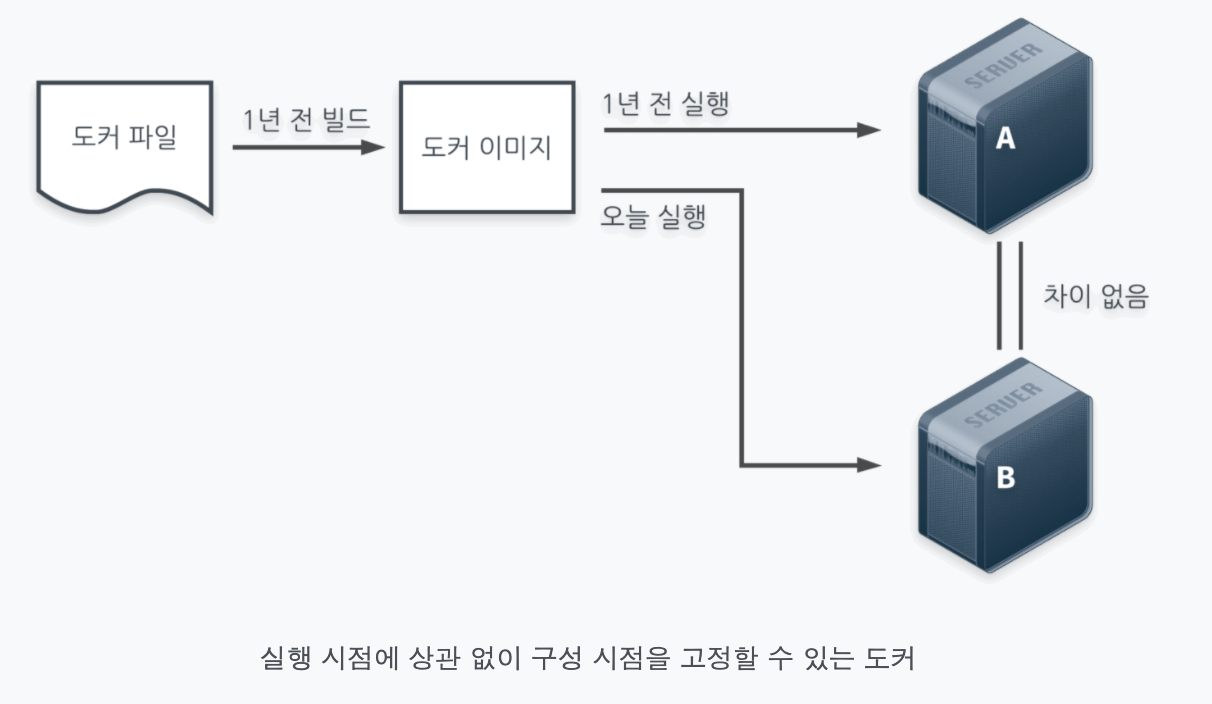 도커 파일
1년 전 빌드
도커 이미지
1년 전 실행
오늘 실행
SERVER
A
차이 없음
SERVER
B
실행 시점에 상관 없이 구성 시점을 고정할 수 있는 도커